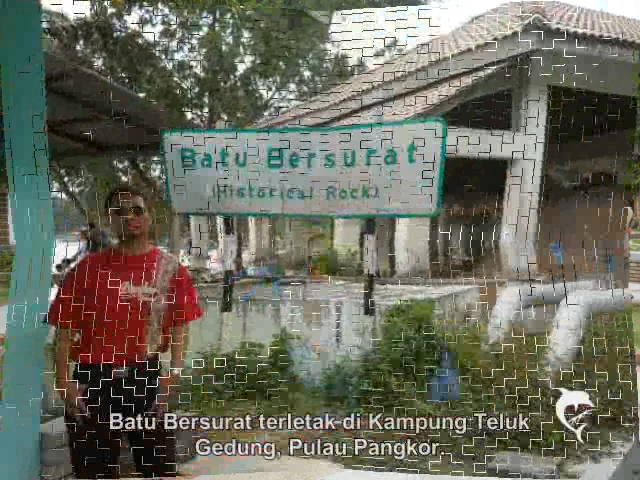 Batu Bersurat
(Historical Rock)
Batu Bersurat terletak di Kampung Teluk
Gedung, Pulau Pangkor.